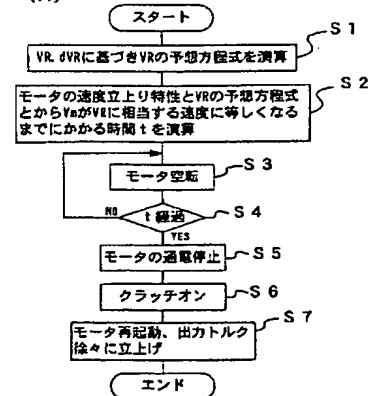 スタート
S1
VR,dVRに基づきVRの予想方程式を演算
S2
モータの速度立上り特性とVRの予想方程式
とからVmがVRに相当する速度に等しくなる
までにかかる時間tを演算
S3
モータ空転
NO
t経過
S4
YES
S5
モータの通電停止
S6
クラッチオン
S7
モータ再起動、出力トルク
徐々に立上げ
エンド